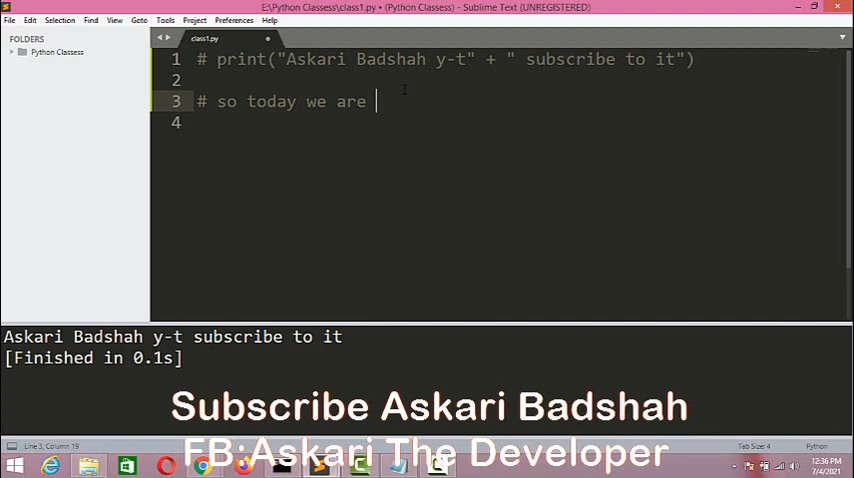 E:\Python Classess\class1.py • (Python Classess) - Sublime Text (UNREGISTERED)
File Edit Selection Find View Goto Tools Project Preferences Help
FOLDERS
Python Classess
class1.py
1 # print("Askari Badshah y-t" + " subscribe to it")
2
3 # so today we are
4
Askari Badshah y-t subscribe to it
[Finished in 0.1s]
Subscribe Askari Badshah
FB:Askari The Developer
Line 3, Column 19
Tab Size: 4
Python
12:36 PM
7/4/2021